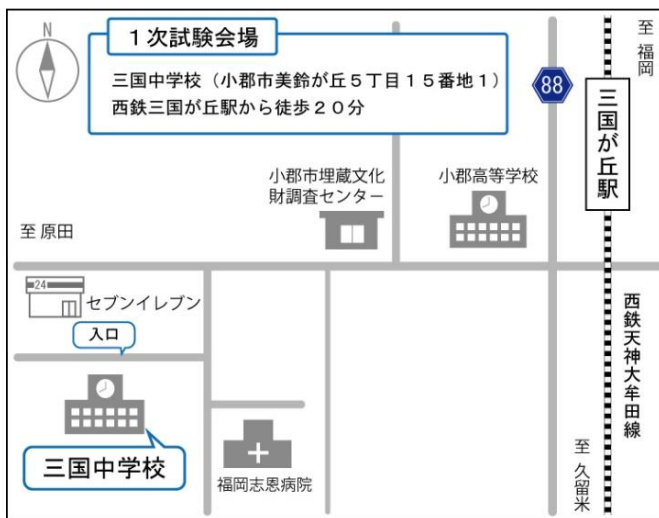 N
1次試験会場
三国中学校（小郡市美鈴が丘5丁目15番地1）
西鉄三国が丘駅から徒歩20分
至 福岡
88
三国が丘駅
小郡市埋蔵文化
財調査センター
小郡高等学校
至 原田
24
セブンイレブン
入口
西鉄天神大牟田線
三国中学校
福岡志恩病院
至 久留米